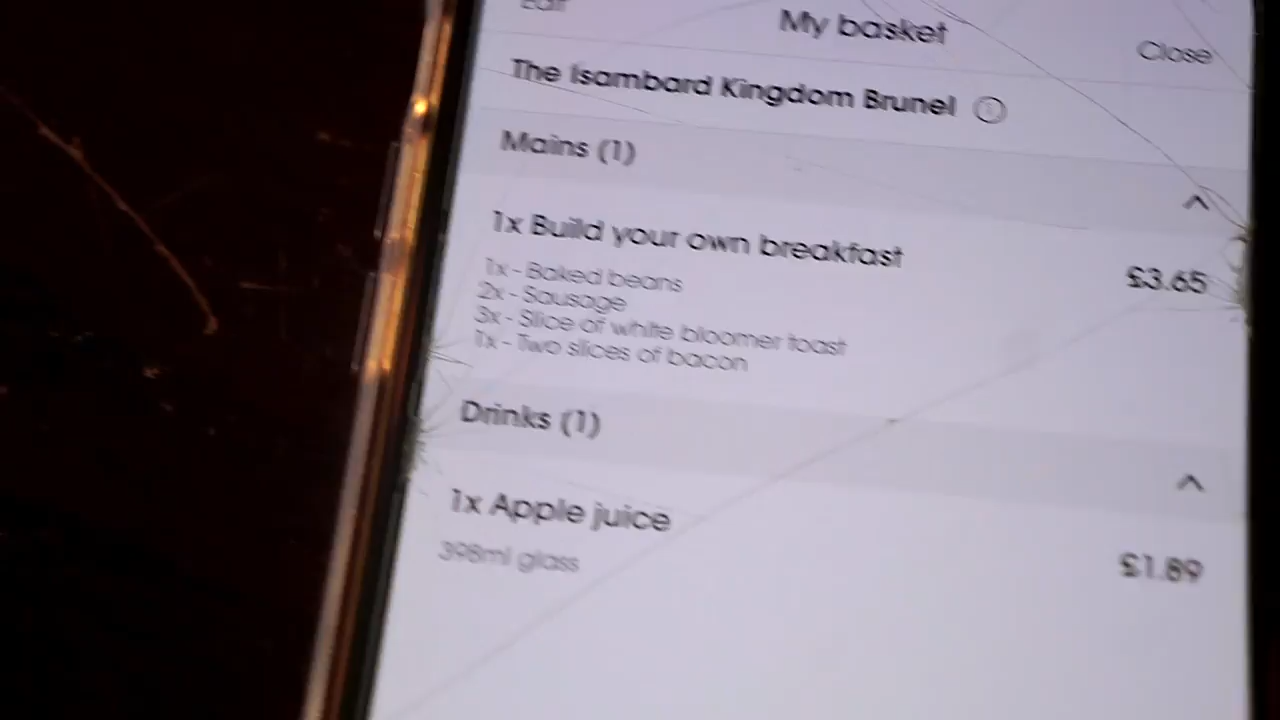 Edit
My basket
Close
The Isambard Kingdom Brunel
Mains (1)
1x Build your own breakfast
£3.65
1x - Baked beans
2x - Sausage
3x - Slice of white bloomer toast
1x - Two slices of bacon
Drinks (1)
1x Apple juice
£1.89
398ml glass